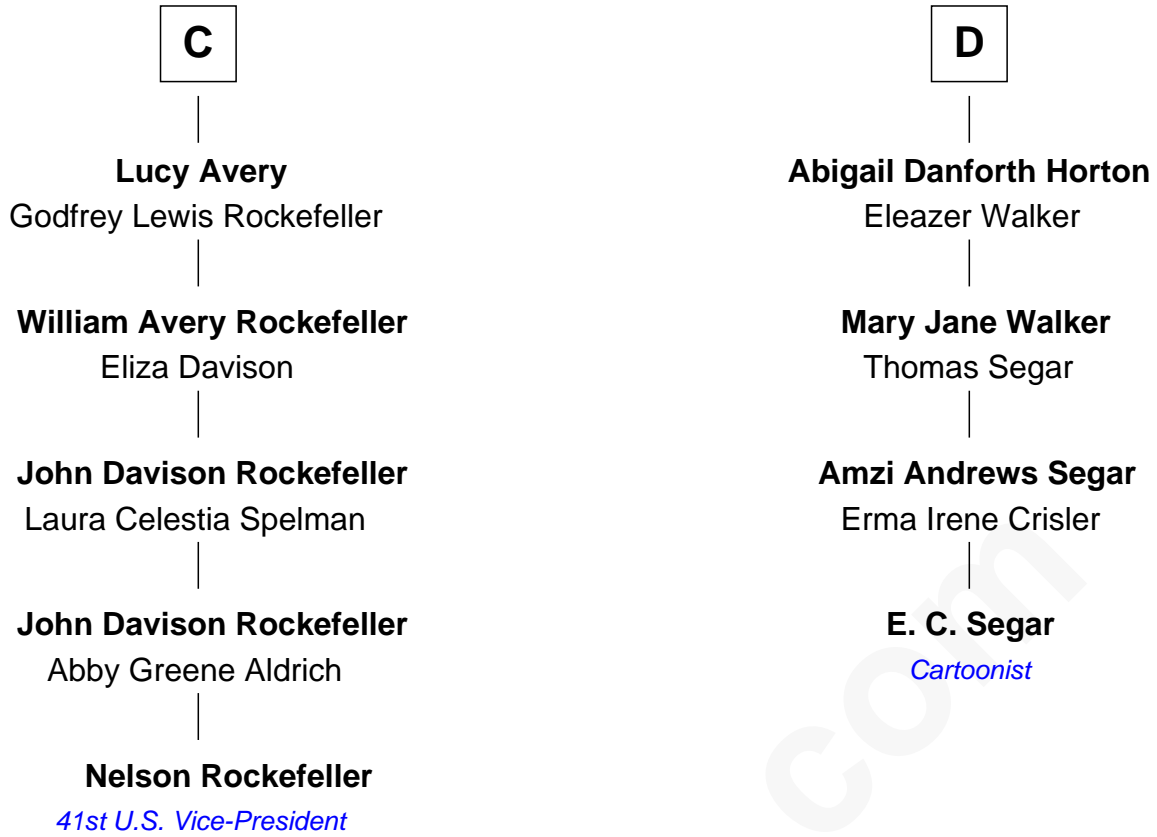 C
Lucy Avery
Godfrey Lewis Rockefeller
William Avery Rockefeller
Eliza Davison
John Davison Rockefeller
Laura Celestia Spelman
John Davison Rockefeller
Abby Greene Aldrich
Nelson Rockefeller
41st U.S. Vice-President
D
Abigail Danforth Horton
Eleazer Walker
Mary Jane Walker
Thomas Segar
Amzi Andrews Segar
Erma Irene Crisler
E. C. Segar
Cartoonist
com